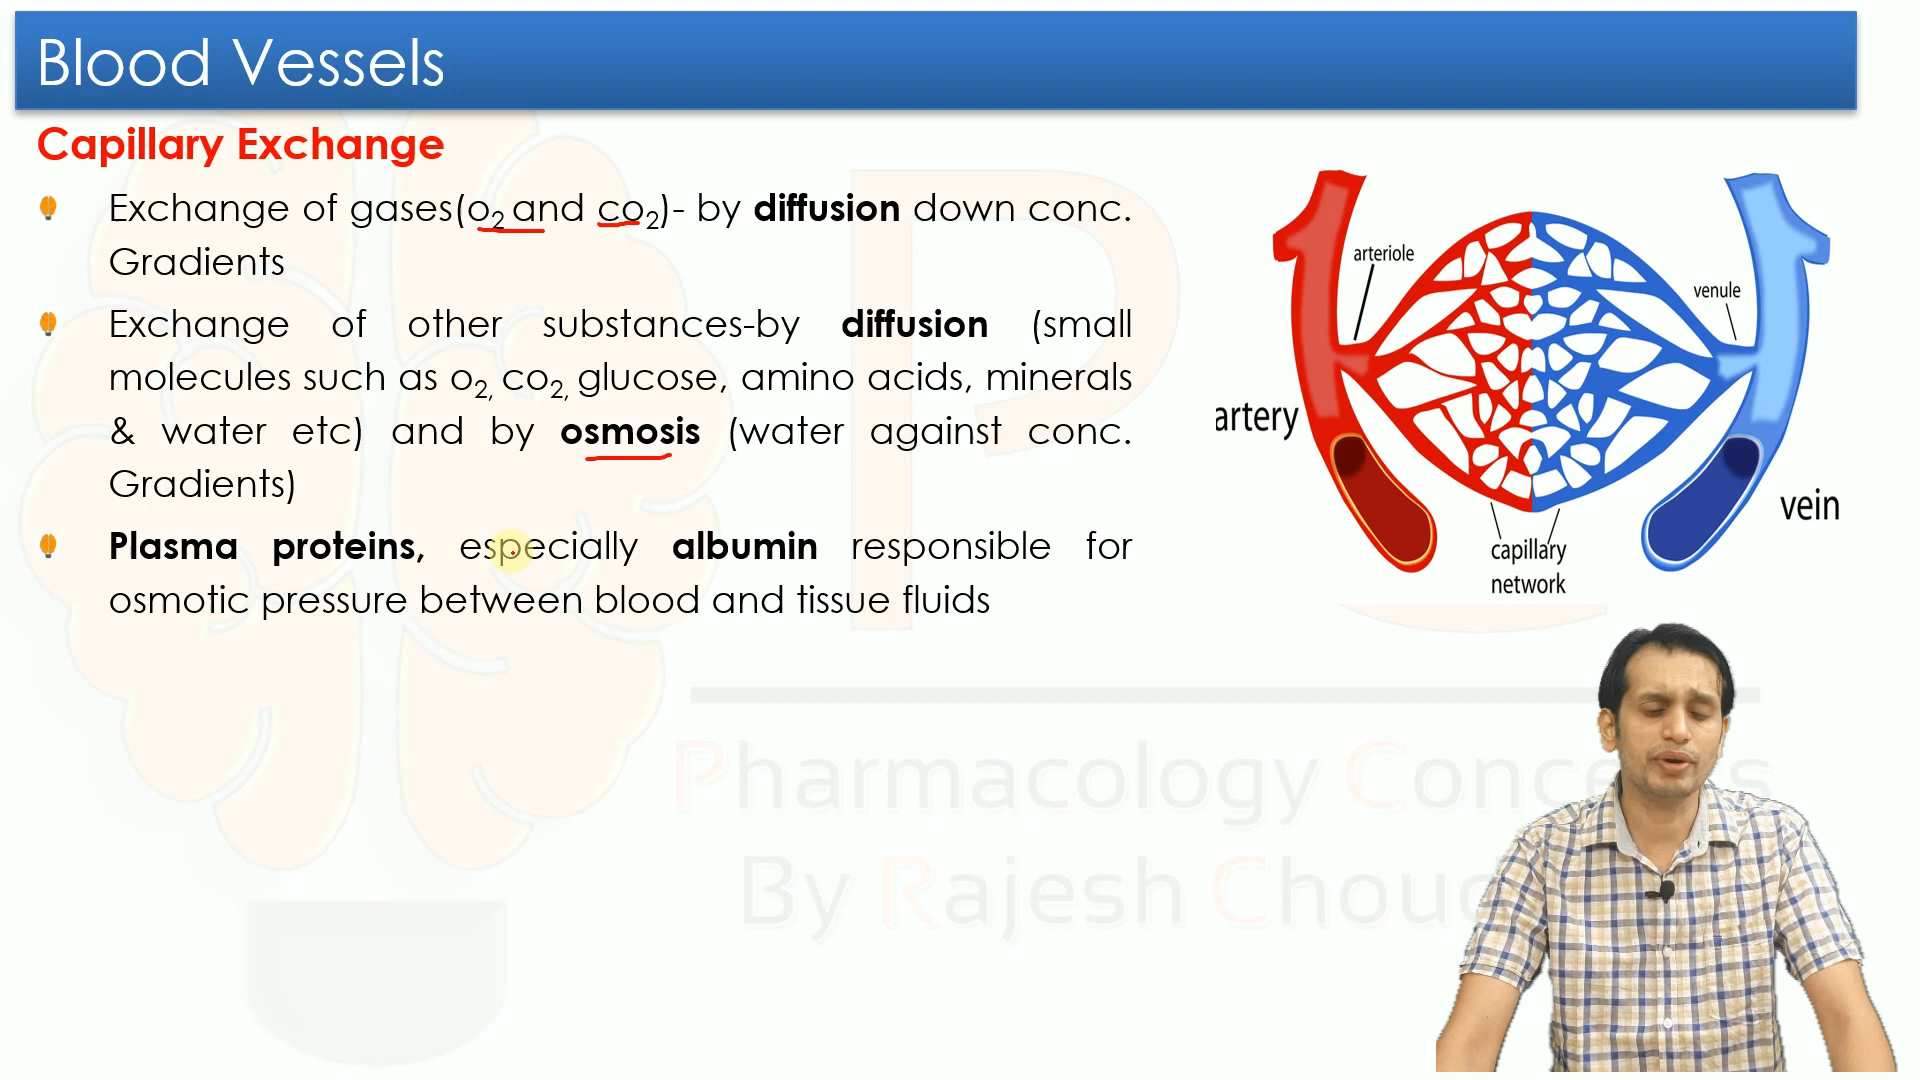 Blood Vessels
Capillary Exchange
Exchange of gases(o2 and co2)- by diffusion down conc.
Gradients
Exchange of other substances-by diffusion (small
molecules such as o2, co2, glucose, amino acids, minerals
& water etc) and by osmosis (water against conc.
Gradients)
Plasma proteins, especially albumin responsible for
osmotic pressure between blood and tissue fluids
arteriole
venule
artery
vein
capillary
network
Pharmacology
By Rajesh